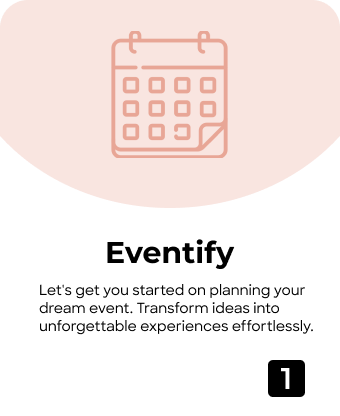 Eventify
Let's get you started on planning your
dream event. Transform ideas into
unforgettable experiences effortlessly.
1